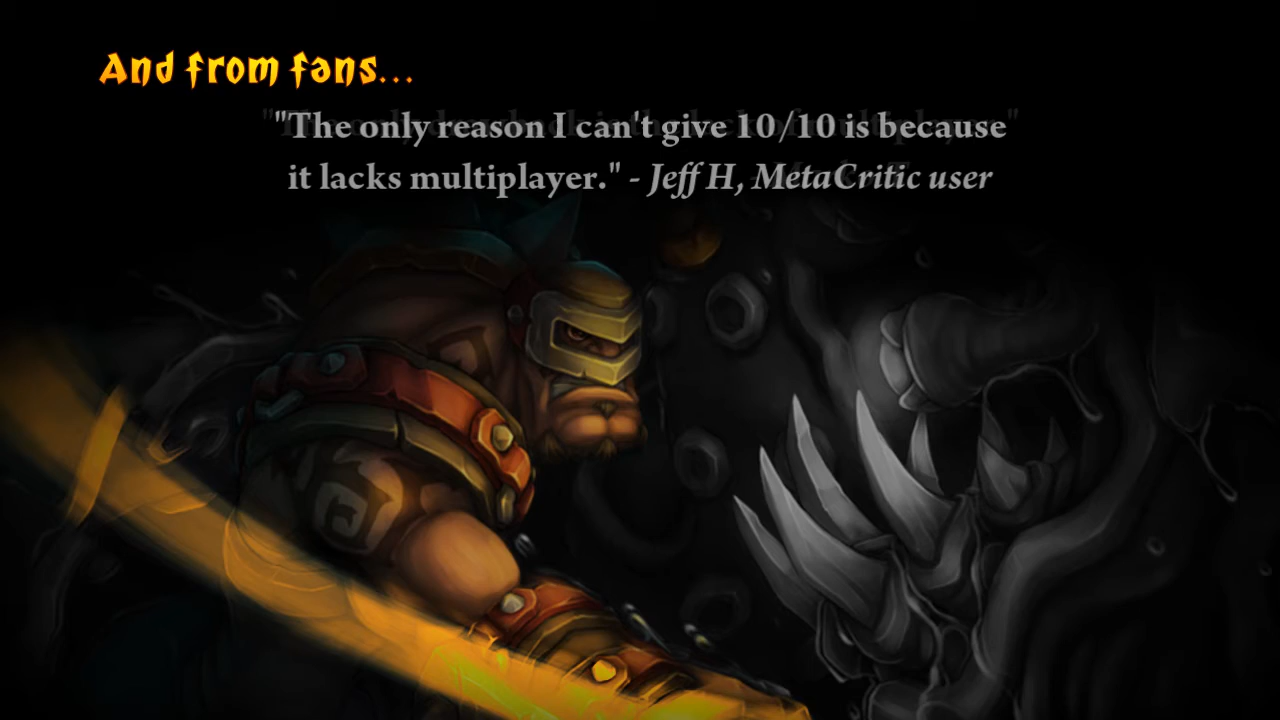 And from fans...
"The only reason I can't give 10/10 is because
it lacks multiplayer." - Jeff H, MetaCritic user